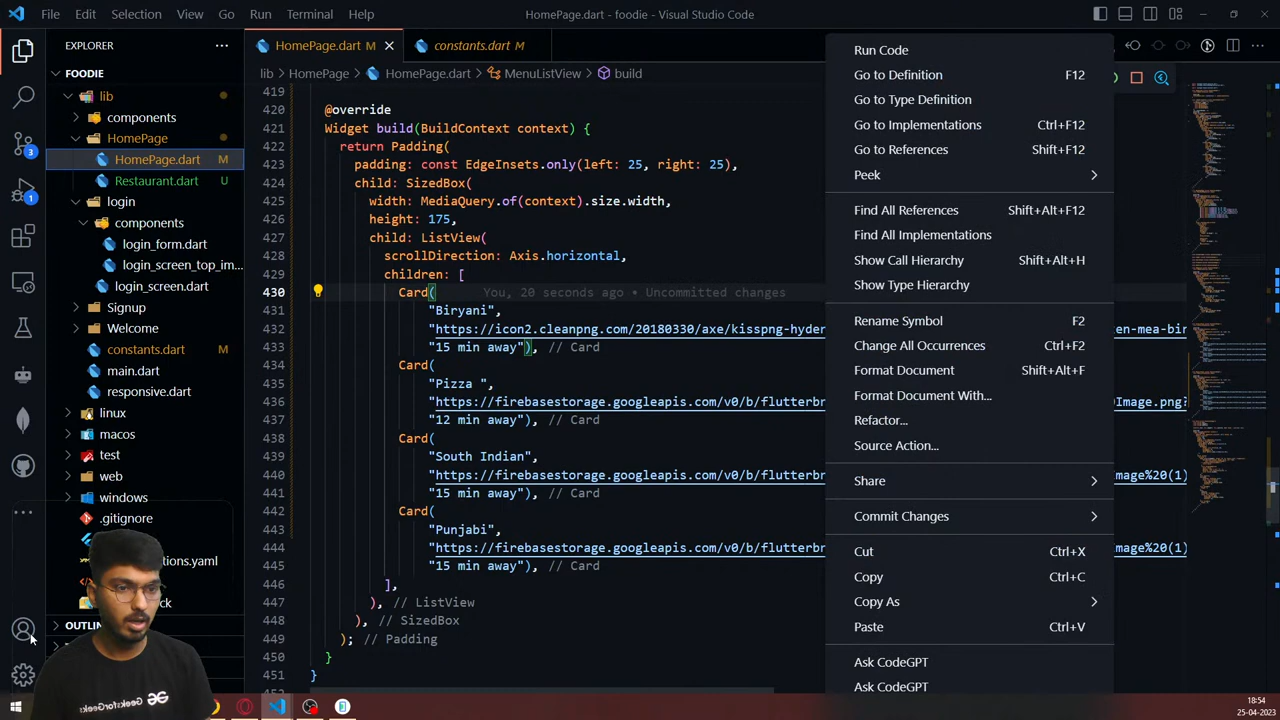 File Edit Selection View Go Run Terminal Help
HomePage.dart - foodie - Visual Studio Code
EXPLORER
FOODIE
lib
components
HomePage
HomePage.dart M
Restaurant.dart U
login
components
login_form.dart
login_screen_top_im...
login_screen.dart
Signup
Welcome
constants.dart M
main.dart
responsive.dart
linux
macos
test
web
windows
.gitignore
3
1
HomePage.dart M
constants.dart M
lib > HomePage > HomePage.dart > MenuListView > build
419
420 @override
421 Widget build(BuildContext context) {
422 return Padding(
423 padding: const EdgeInsets.only(left: 25, right: 25),
424 child: SizedBox(
425 width: MediaQuery.of(context).size.width,
426 height: 175,
427 child: ListView(
428 scrollDirection: Axis.horizontal,
429 children: [
430 Card( You, 20 seconds ago • Uncommitted changes
431 "Biryani",
432 "https://icon2.cleanpng.com/20180330/axe/kisspng-hyder en-mea-bin
433 "15 min away"), // Card
434 Card(
435 "Pizza ",
436 "https://firebasestorage.googleapis.com/v0/b/flutterbr oImage.png?
437 "12 min away"), // Card
438 Card(
439 "South Indian",
440 "https://firebasestorage.googleapis.com/v0/b/flutterbr mage%20(1)
441 "15 min away"), // Card
442 Card(
443 "Punjabi",
444 "https://firebasestorage.googleapis.com/v0/b/flutterbr mage%20(1)
445 "15 min away"), // Card
446 ],
447 ), // ListView
448 ), // SizedBox
449 ); // Padding
450 }
451 }
Run Code
Go to Definition F12
Go to Type Definition
Go to Implementations Ctrl+F12
Go to References Shift+F12
Peek
Find All References Shift+Alt+F12
Find All Implementations
Show Call Hierarchy Shift+Alt+H
Show Type Hierarchy
Rename Symbol F2
Change All Occurrences Ctrl+F2
Format Document Shift+Alt+F
Format Document With...
Refactor...
Source Action...
Share
Commit Changes
Cut Ctrl+X
Copy Ctrl+C
Copy As
Paste Ctrl+V
Ask CodeGPT
Ask CodeGPT
GeeksforGeeks
18:54
25-04-2023